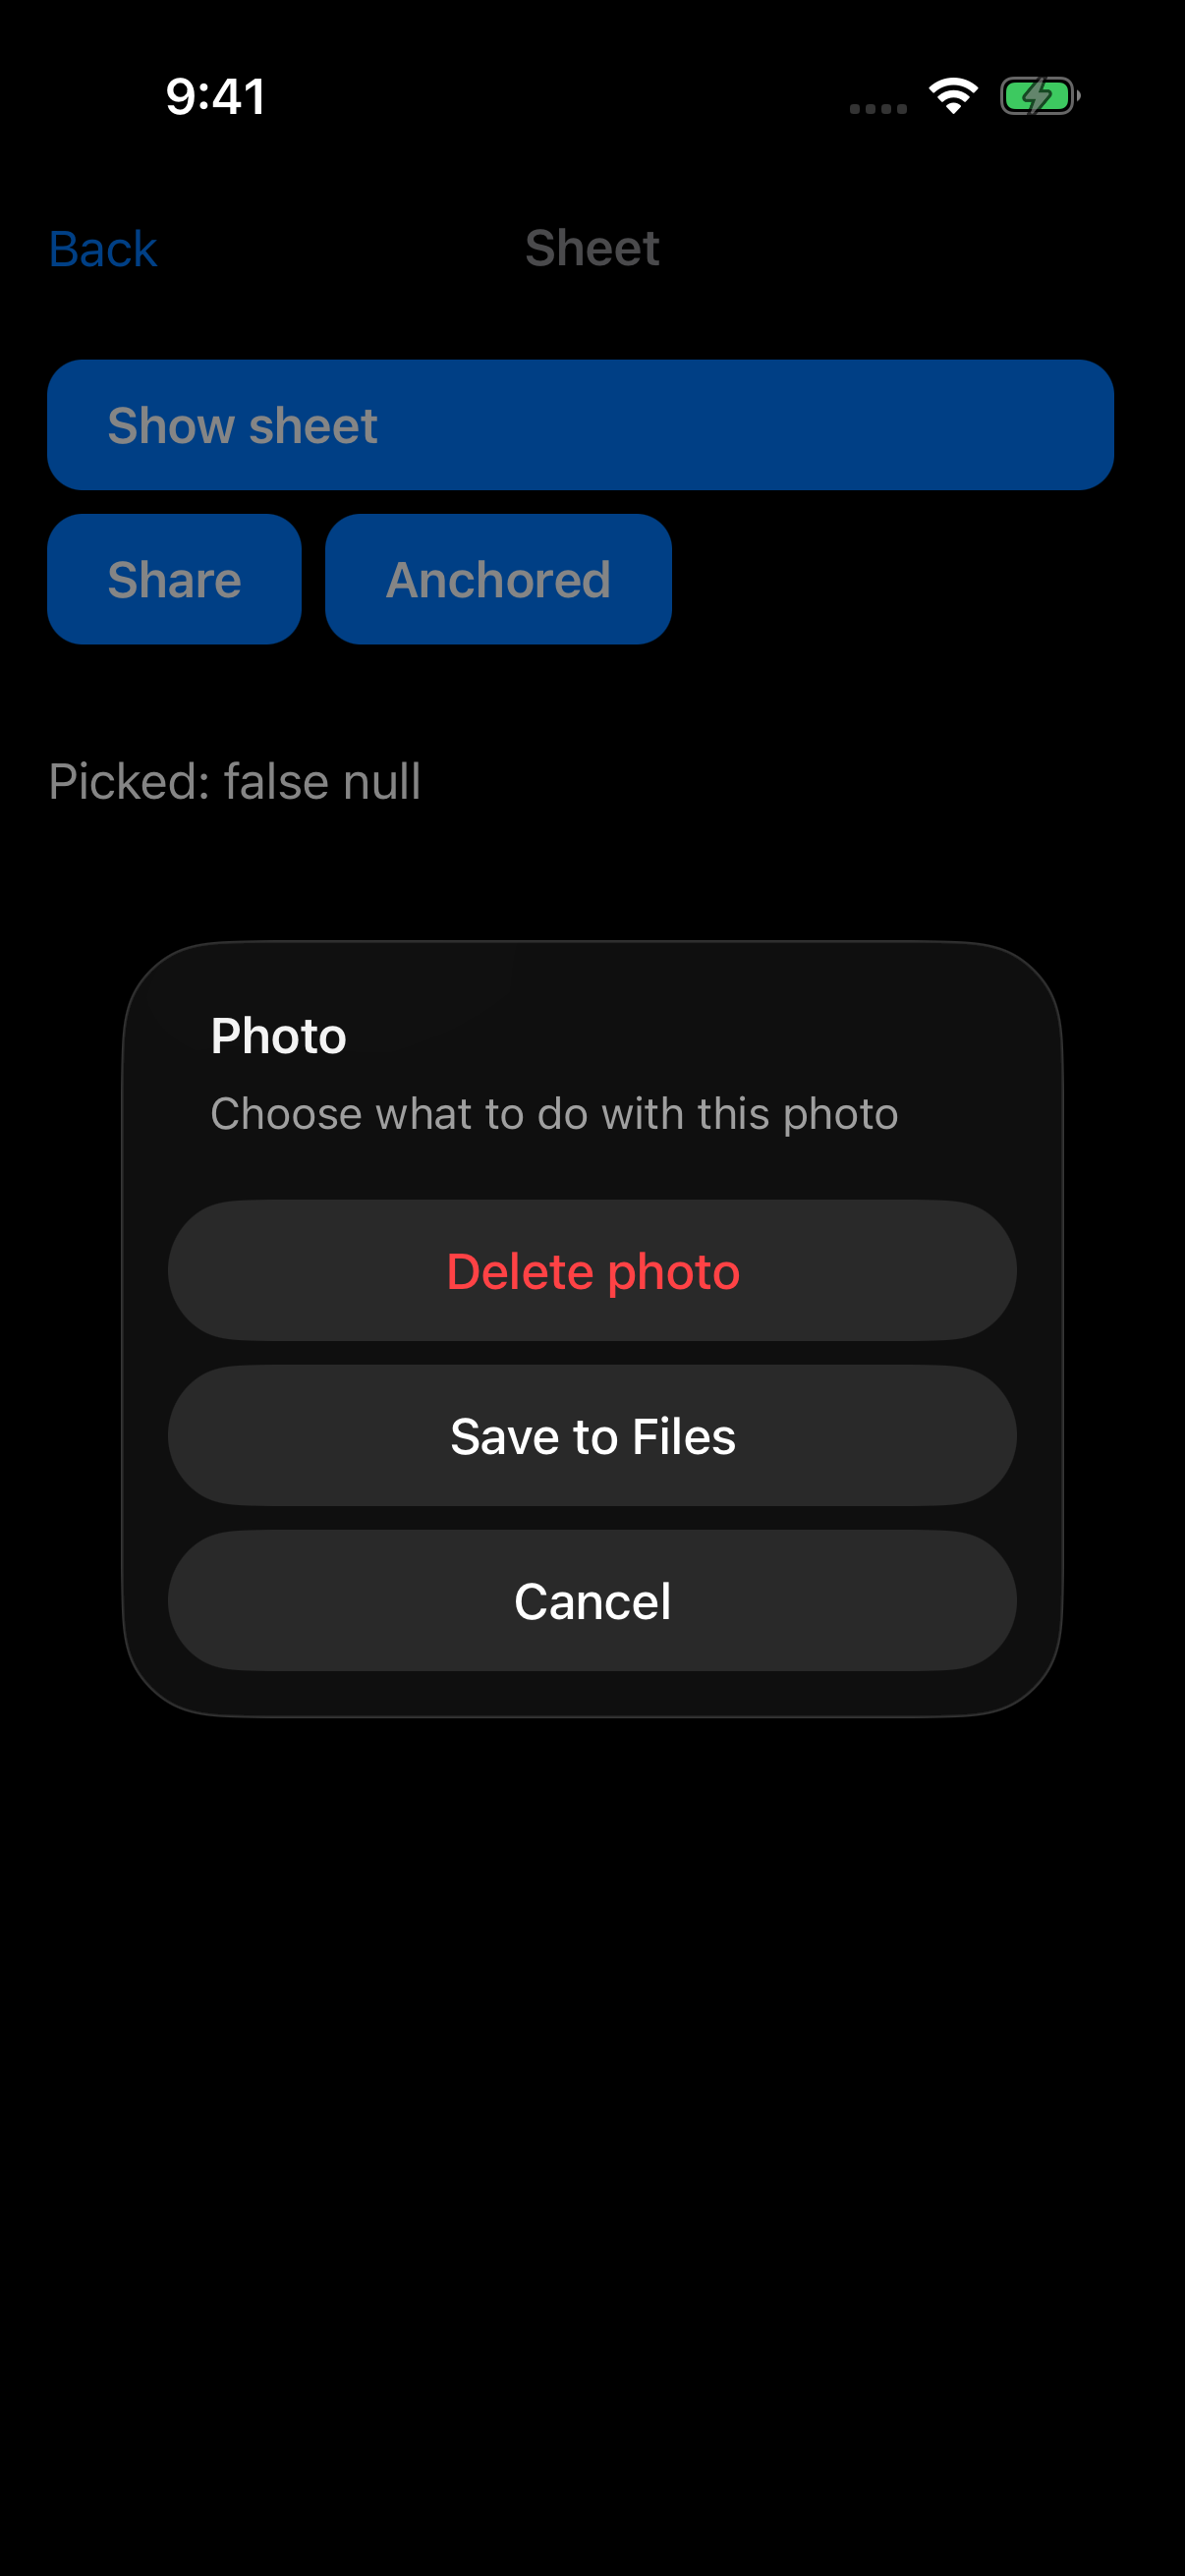 9:41
Back
Sheet
Show sheet
Share
Anchored
Picked: false null
Photo
Choose what to do with this photo
Delete photo
Save to Files
Cancel